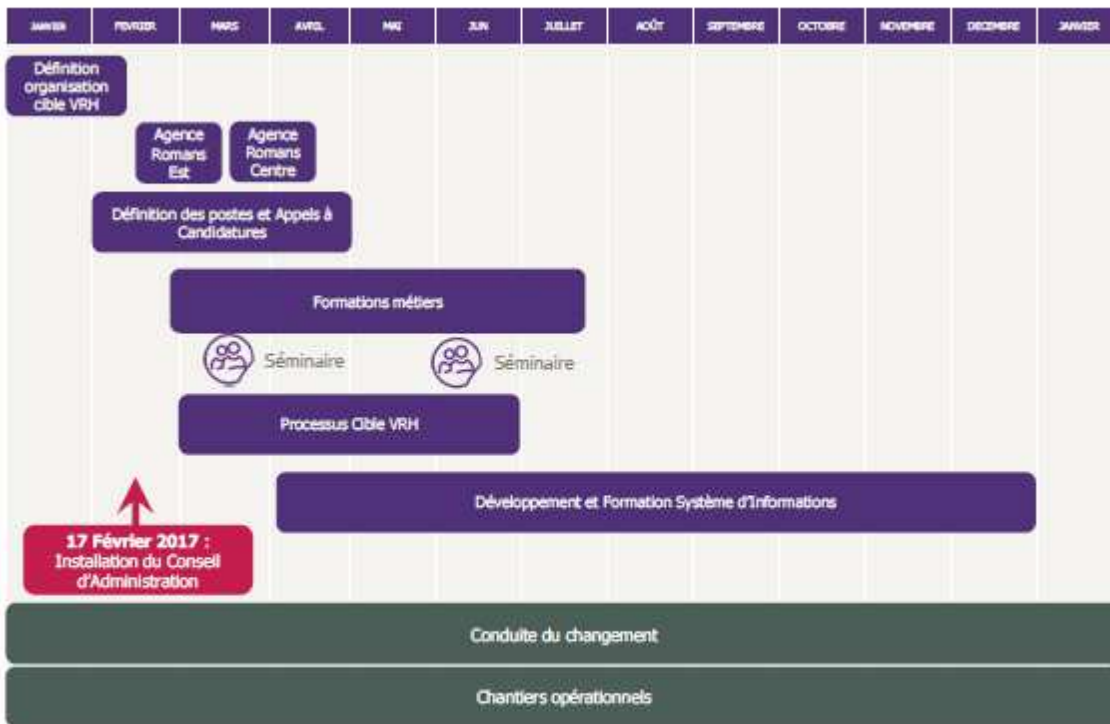 JANVIER FEVRIER MARS AVRIL MAI JUIN JUILLET AOÛT SEPTEMBRE OCTOBRE NOVEMBRE DECEMBRE JANVIER
Définition
organisation
cible VRH
Agence
Romans
Est
Agence
Romans
Centre
Définition des postes et Appels à
Candidatures
Formations métiers
Séminaire
Séminaire
Processus Cible VRH
Développement et Formation Système d'Informations
17 Février 2017 :
Installation du Conseil
d'Administration
Conduite du changement
Chantiers opérationnels